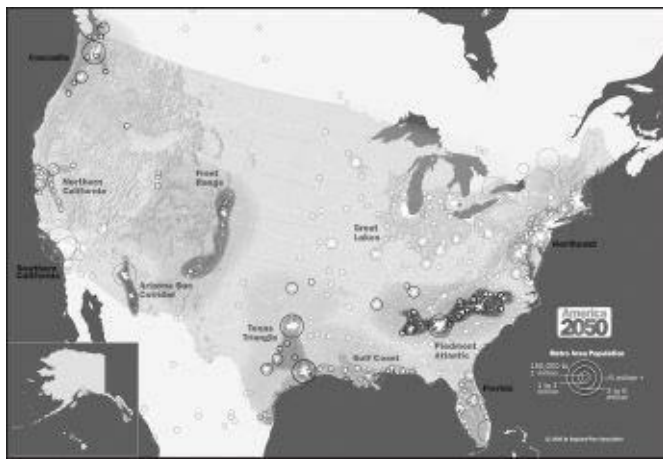 Cascadia
Northern
California
Front
Range
Southern
California
Arizona Sun
Corridor
Great
Lakes
Northeast
Texas
Triangle
Gulf Coast
Piedmont
Atlantic
Florida
America
2050
Metro Area Population